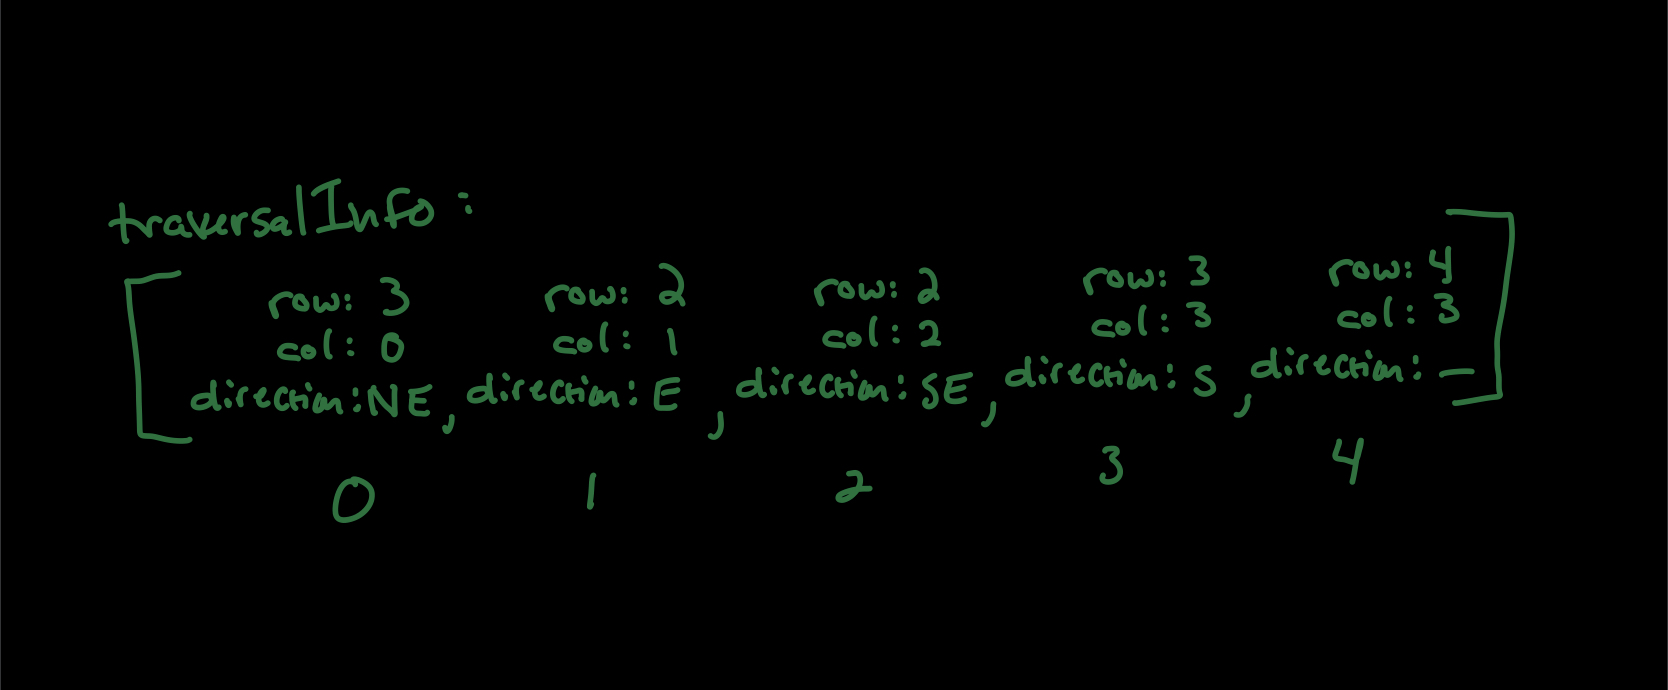 traversalInfo:
[ row: 3 row: 2 row: 2 row: 3 row: 4 ]
col: 0 col: 1 col: 2 col: 3 col: 3
direction: NE, direction: E, direction: SE, direction: S, direction: —
0 1 2 3 4